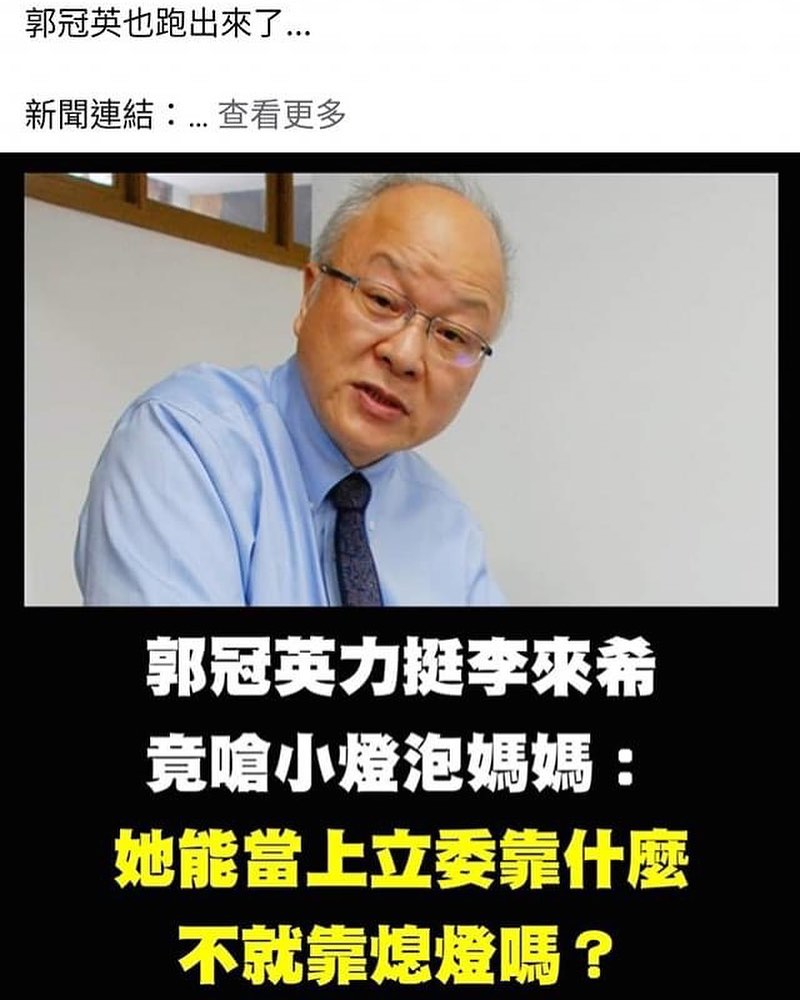 郭冠英也跑出來了...
新聞連結：... 查看更多
郭冠英力挺李來希
竟嗆小燈泡媽媽：
她能當上立委靠什麼
不就靠熄燈嗎？